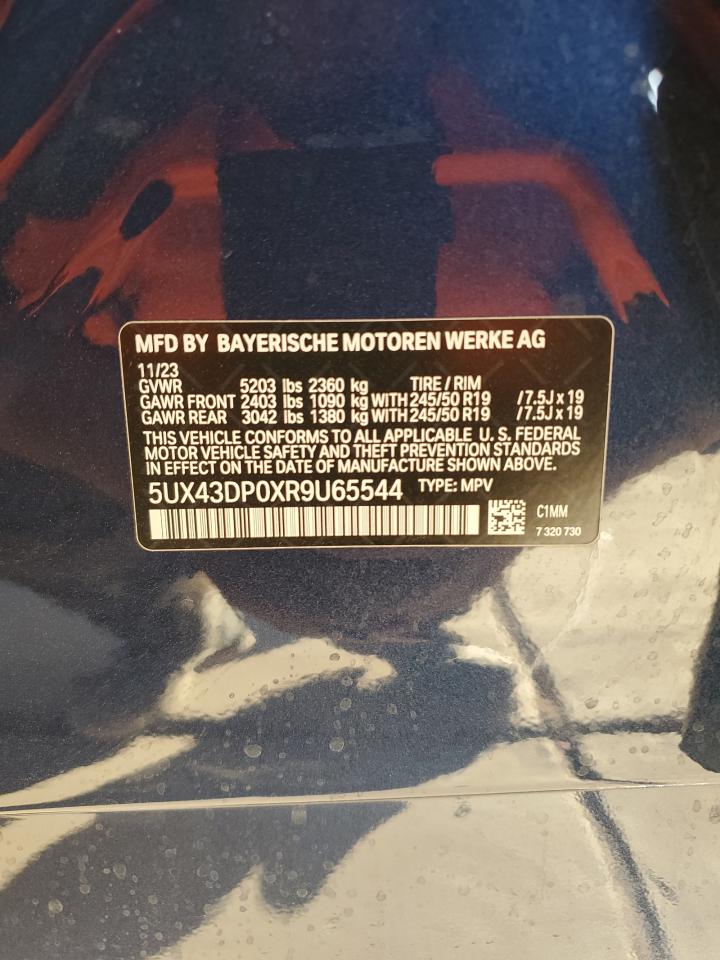 MFD BY BAYERISCHE MOTOREN WERKE AG
11/23
GVWR 5203 lbs 2360 kg TIRE / RIM
GAWR FRONT 2403 lbs 1090 kg WITH 245/50 R19 /7.5J x 19
GAWR REAR 3042 lbs 1380 kg WITH 245/50 R19 /7.5J x 19
THIS VEHICLE CONFORMS TO ALL APPLICABLE U. S. FEDERAL
MOTOR VEHICLE SAFETY AND THEFT PREVENTION STANDARDS
IN EFFECT ON THE DATE OF MANUFACTURE SHOWN ABOVE.
5UX43DP0XR9U65544 TYPE: MPV
C1MM
7 320 730